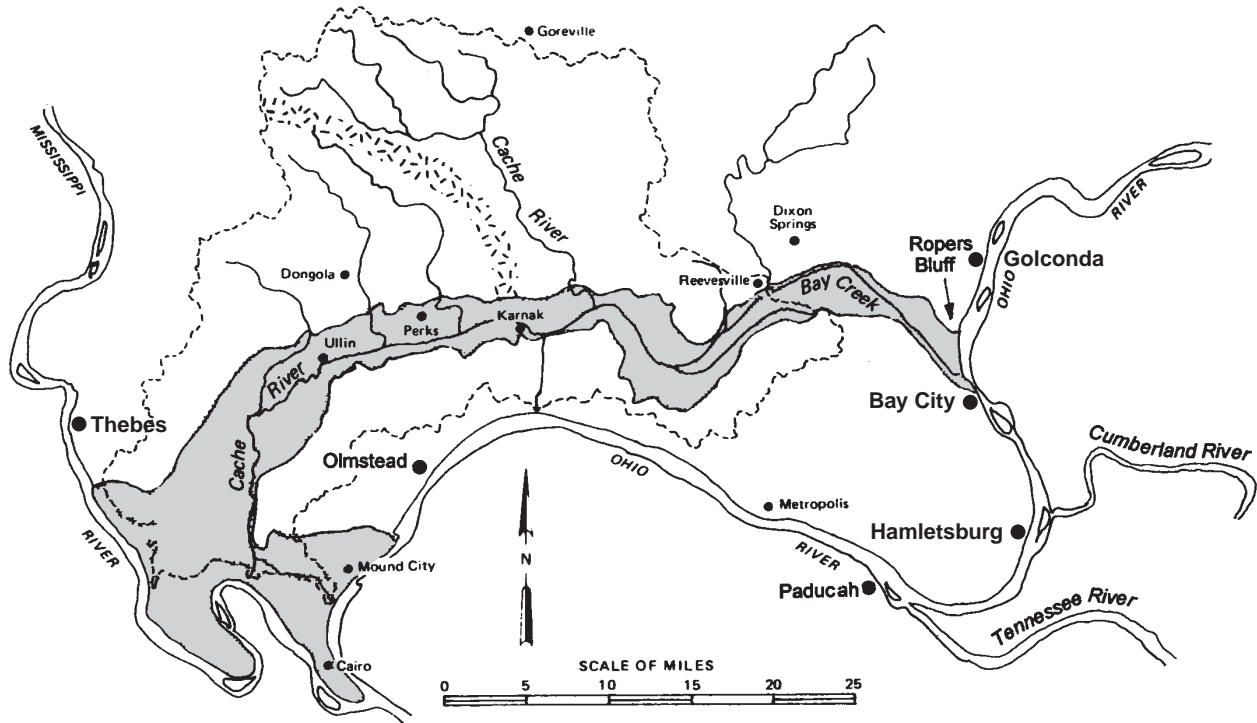 Goreville
MISSISSIPPI
Cache
River
RIVER
Dixon
Springs
Ropers
Bluff
Golconda
OHIO
Dongola
Reevesville
Bay Creek
Perks
Karnak
Ullin
River
Bay City
Thebes
Cumberland River
Cache
Olmstead
OHIO
Metropolis
Hamletsburg
RIVER
RIVER
N
Mound City
Paducah
Tennessee River
Cairo
SCALE OF MILES
0 5 10 15 20 25